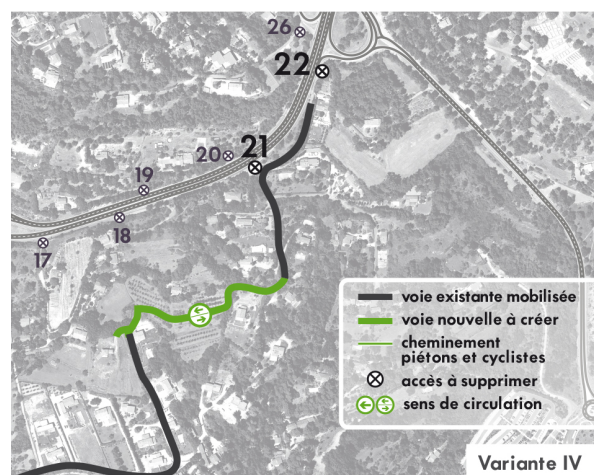 26
22
21
20
19
18
17
voie existante mobilisée
voie nouvelle à créer
cheminement
piétons et cyclistes
accès à supprimer
sens de circulation
Variante IV